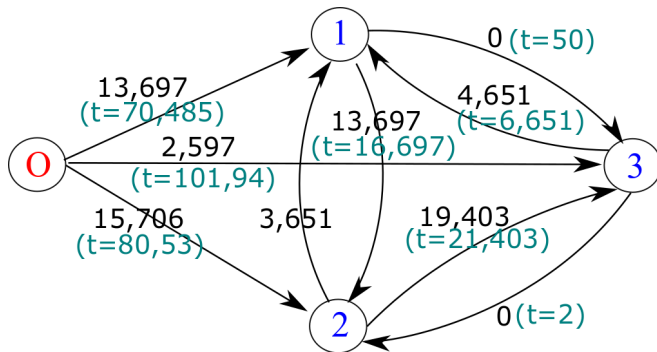 1
0 (t=50)
13,697
(t=70,485)
4,651
(t=6,651)
13,697
(t=16,697)
2,597
(t=101,94)
O
3
15,706
(t=80,53)
3,651
19,403
(t=21,403)
2
0 (t=2)